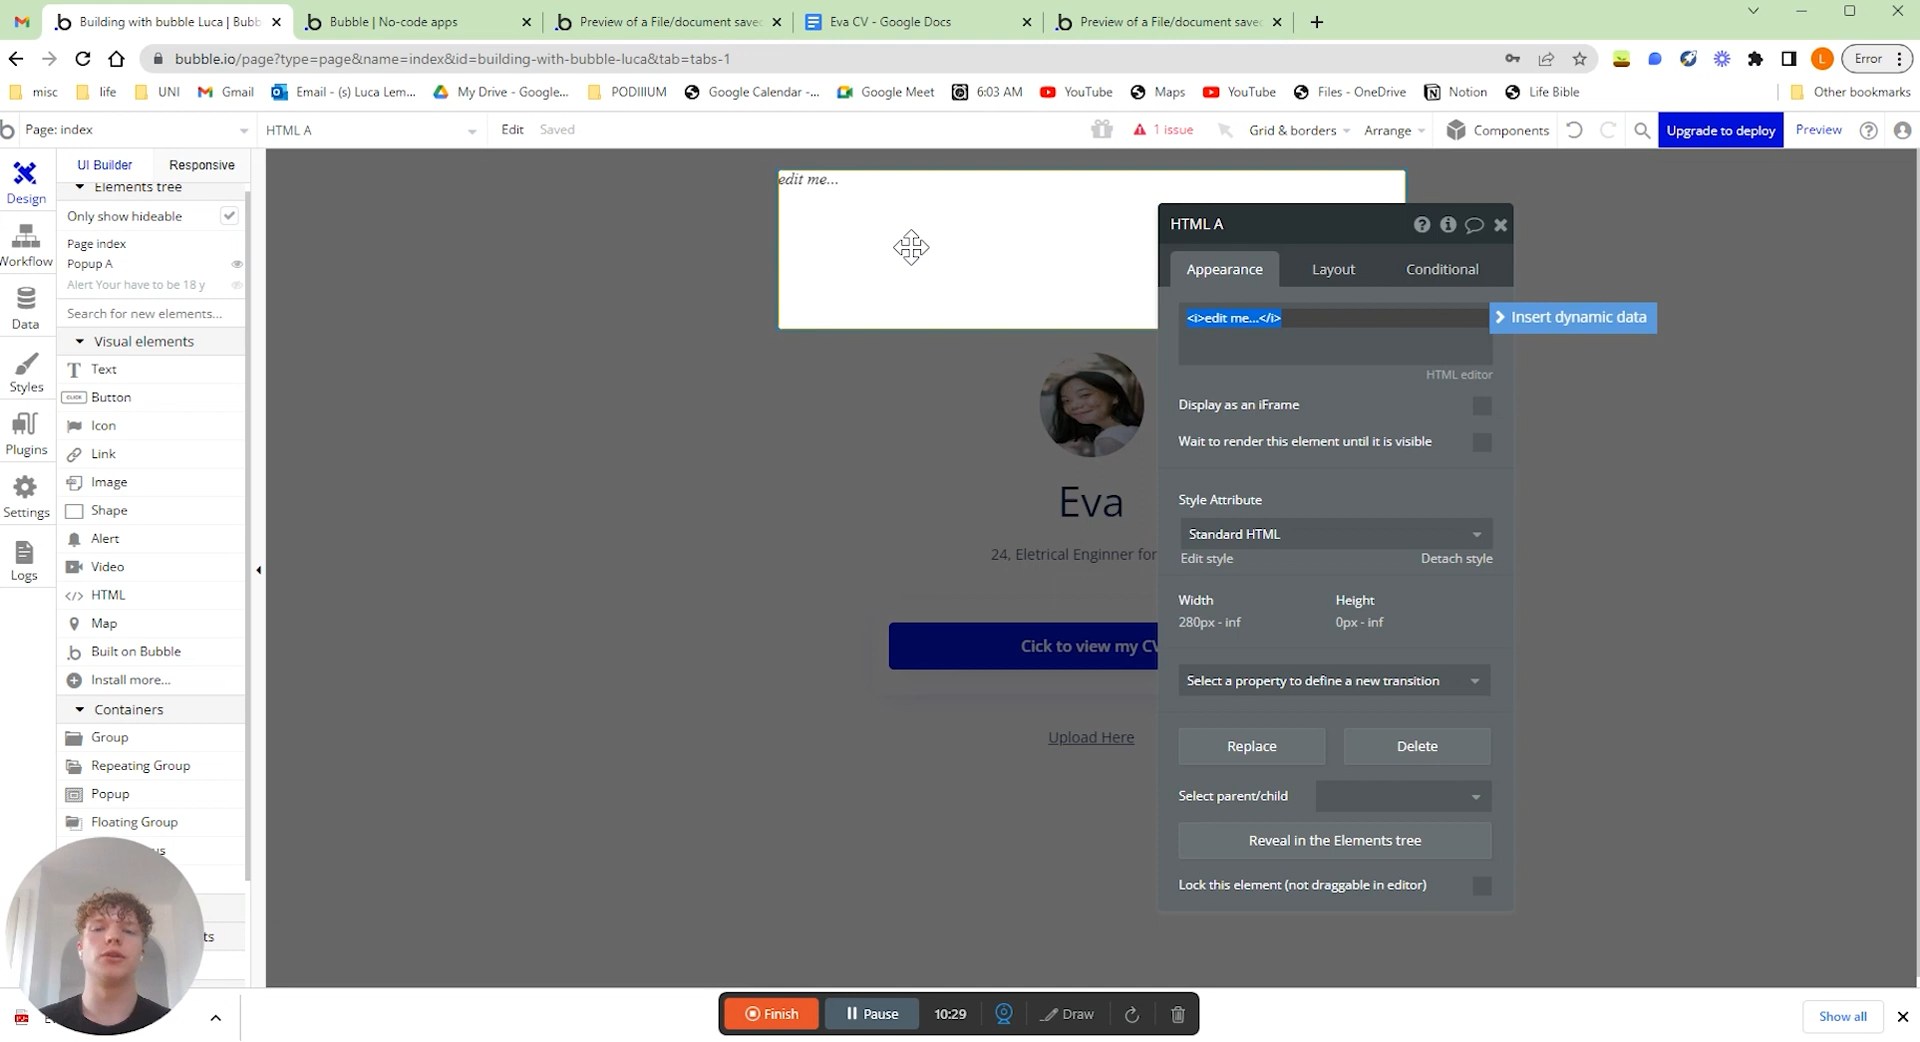 Building with bubble Luca | Bubb
Bubble | No-code apps
Preview of a File/document save
Eva CV - Google Docs
Preview of a File/document save
bubble.io/page?type=page&name=index&id=building-with-bubble-luca&tab=tabs-1
Error
misc
life
UNI
Gmail
Email - (s) Luca Lem...
My Drive - Google...
PODIIIUM
Google Calendar -...
Google Meet
6:03 AM
YouTube
Maps
YouTube
Files - OneDrive
Notion
Life Bible
Other bookmarks
Page: index
HTML A
Edit
Saved
1 issue
Grid & borders
Arrange
Components
Upgrade to deploy
Preview
Design
Workflow
Data
Styles
Plugins
Settings
Logs
UI Builder
Responsive
Elements tree
Only show hideable
Page index
Popup A
Alert Your have to be 18 y
Search for new elements...
Visual elements
Text
CLICK
Button
Icon
Link
Image
Shape
Alert
Video
HTML
Map
Built on Bubble
Install more...
Containers
Group
Repeating Group
Popup
Floating Group
us
ts
edit me...
Eva
24, Eletrical Enginner for
Cick to view my CV
Upload Here
HTML A
Appearance
Layout
Conditional
<i>edit me...</i>
Insert dynamic data
HTML editor
Display as an iFrame
Wait to render this element until it is visible
Style Attribute
Standard HTML
Edit style
Detach style
Width
Height
280px - inf
0px - inf
Select a property to define a new transition
Replace
Delete
Select parent/child
Reveal in the Elements tree
Lock this element (not draggable in editor)
Finish
Pause
10:29
Draw
Show all